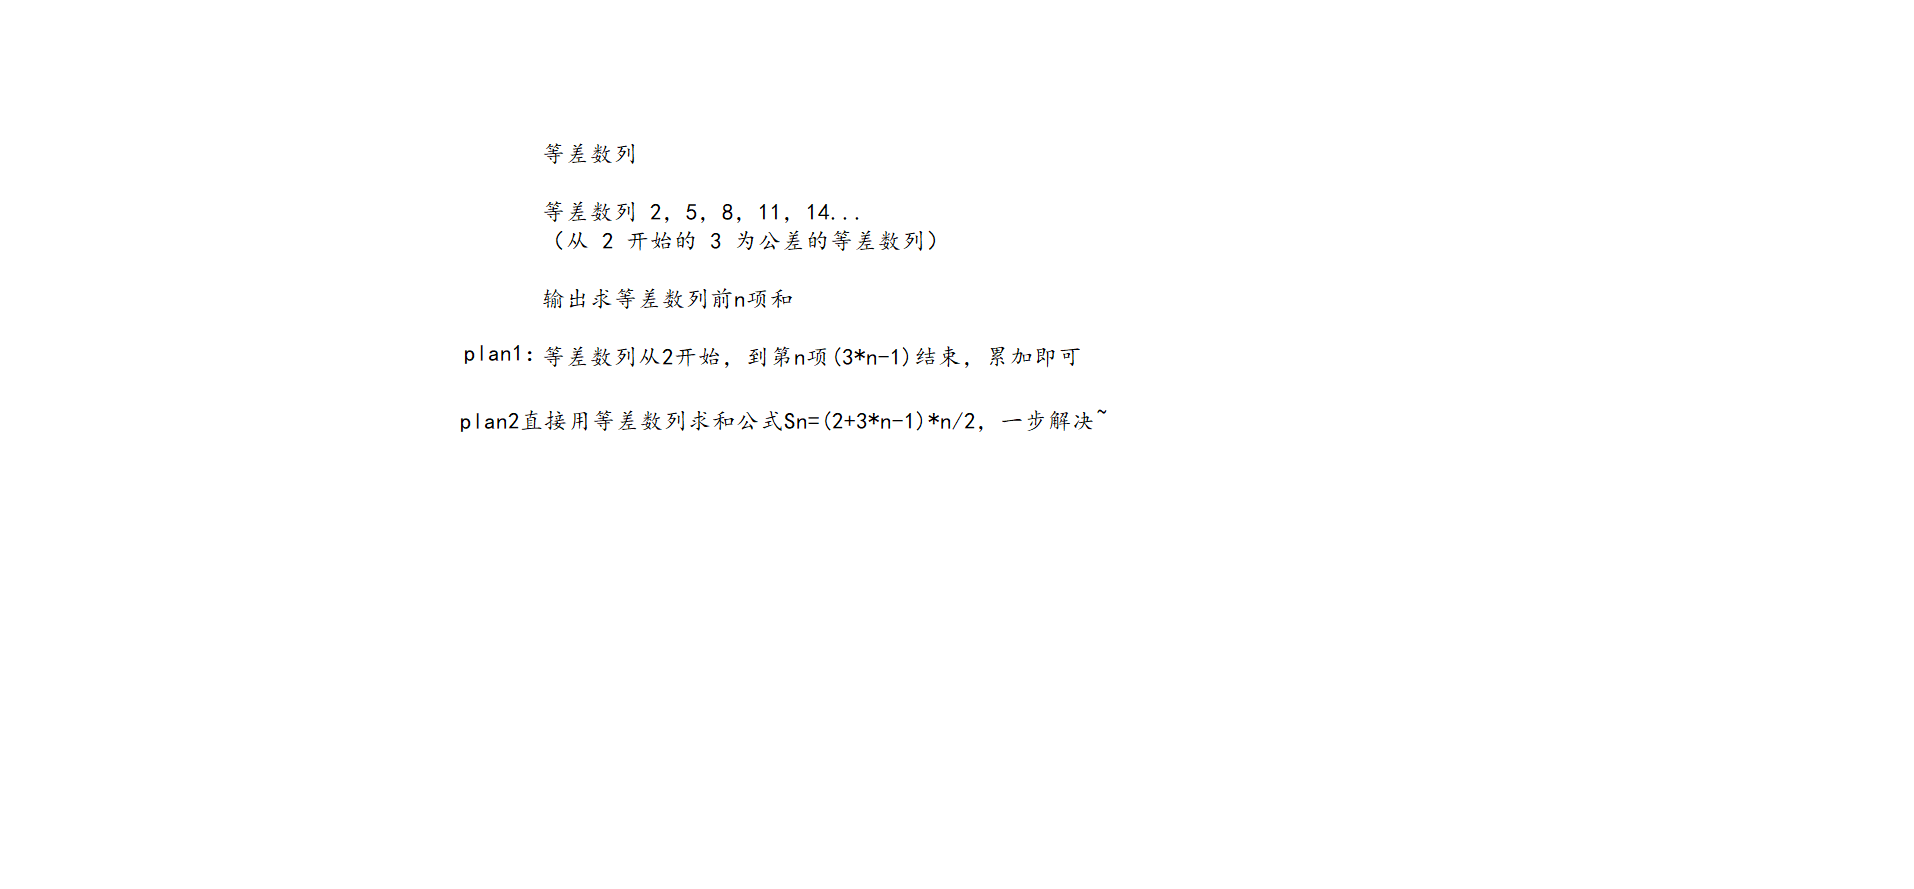 等差数列
等差数列 2，5，8，11，14...
（从 2 开始的 3 为公差的等差数列）
输出求等差数列前n项和
plan1：等差数列从2开始，到第n项(3*n-1)结束，累加即可
plan2直接用等差数列求和公式Sn=(2+3*n-1)*n/2，一步解决~